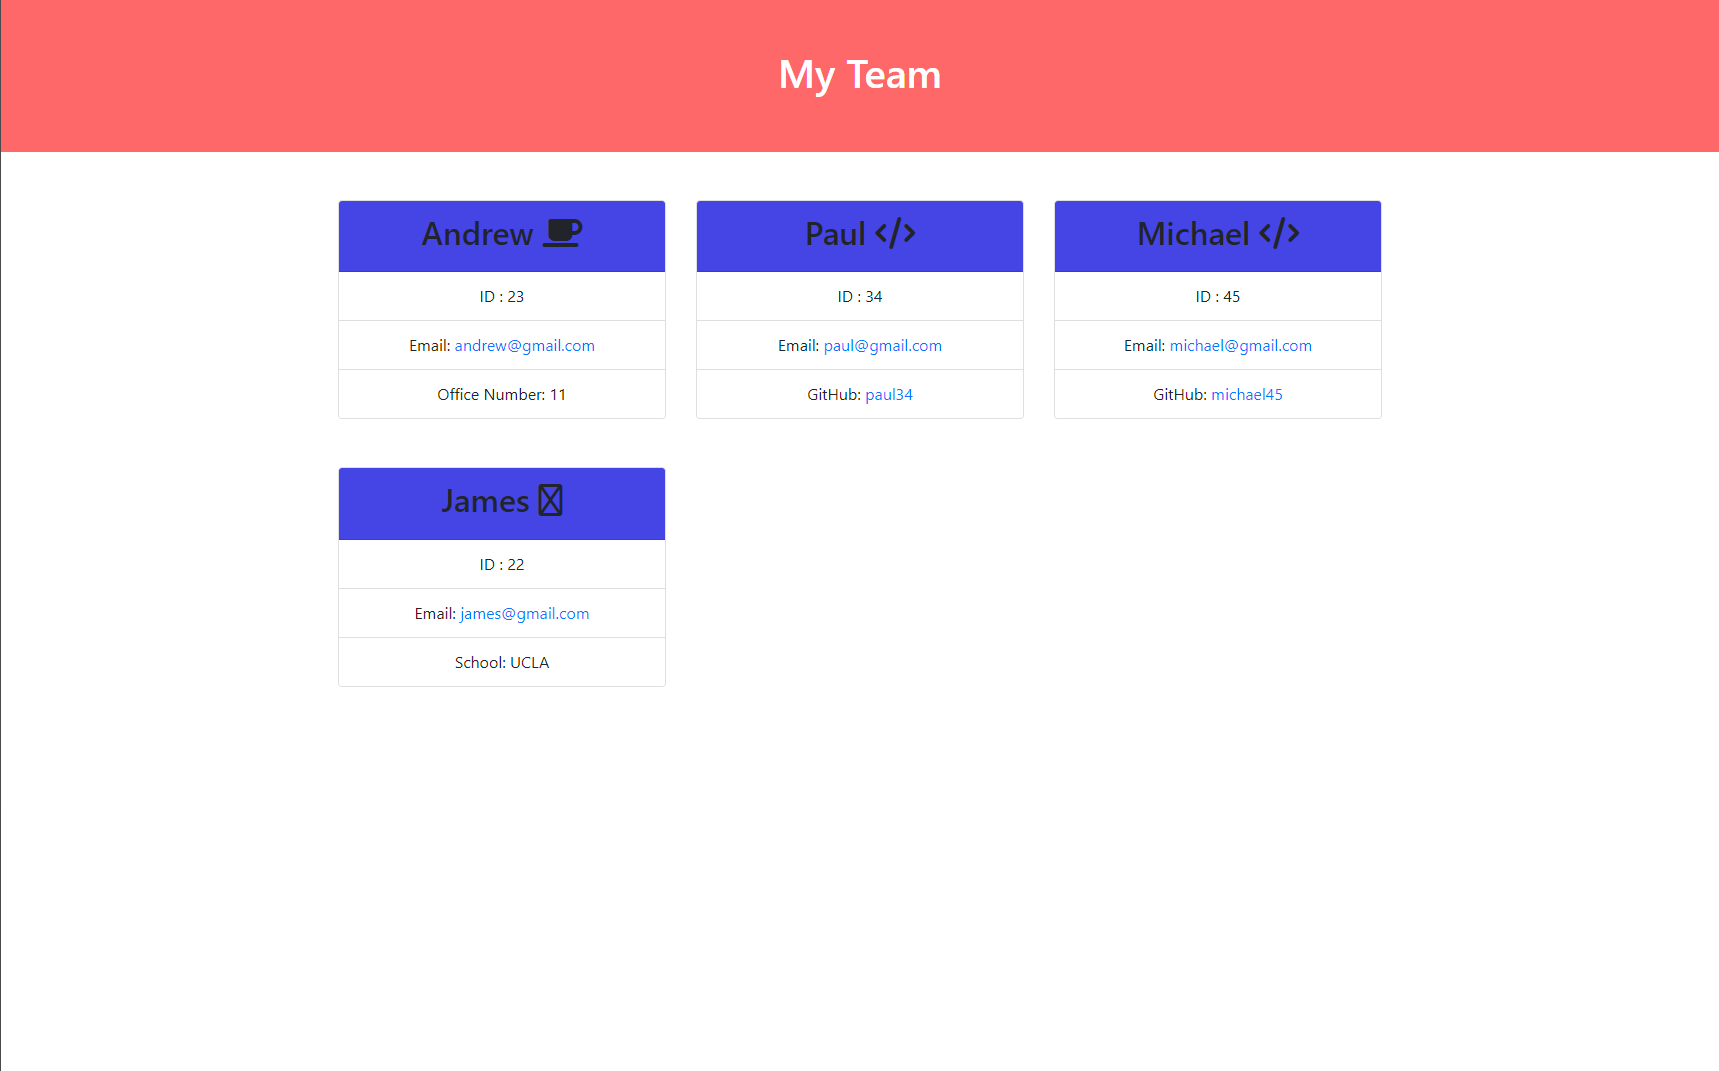 My Team
Andrew
ID : 23
Email: andrew@gmail.com
Office Number: 11
Paul </>
ID : 34
Email: paul@gmail.com
GitHub: paul34
Michael </>
ID : 45
Email: michael@gmail.com
GitHub: michael45
James
ID : 22
Email: james@gmail.com
School: UCLA